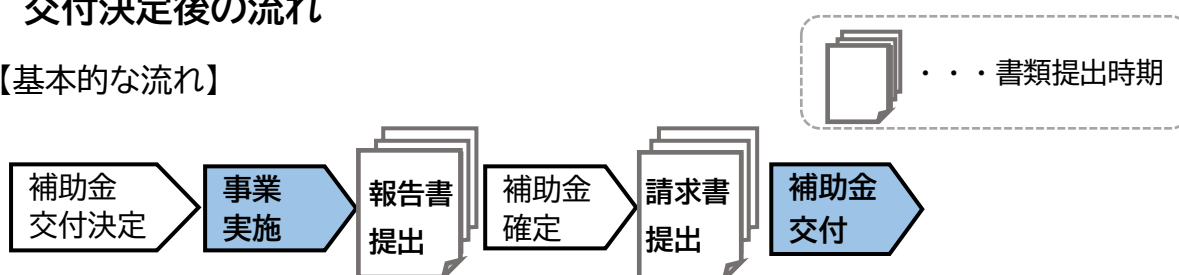 交付決定後の流れ
【基本的な流れ】
・・・書類提出時期
補助金
交付決定
事業
実施
報告書
提出
補助金
確定
請求書
提出
補助金
交付